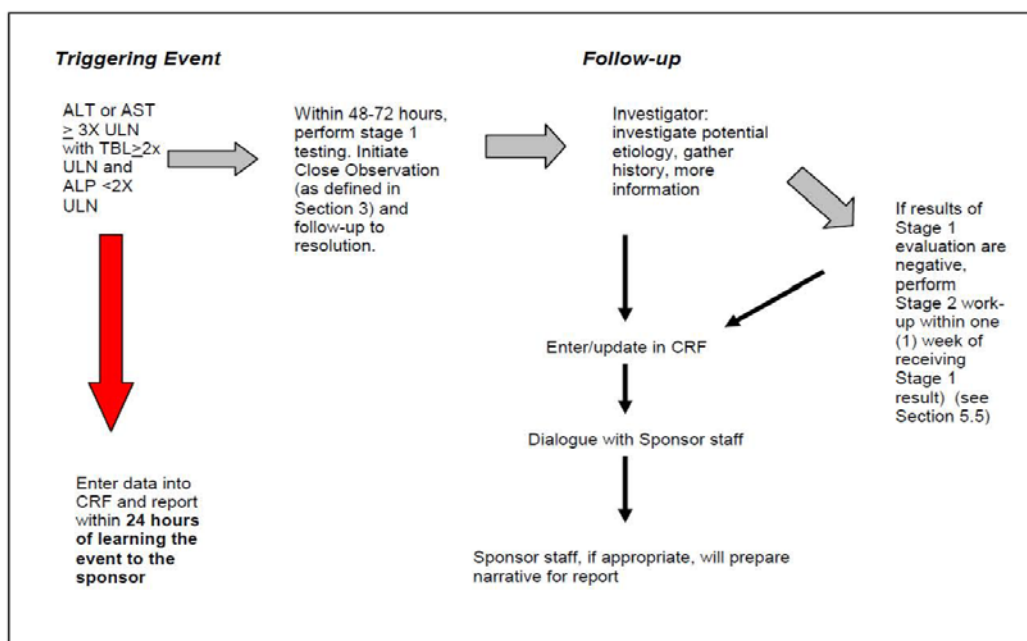 Triggering Event
Follow-up
ALT or AST
≥ 3X ULN
with TBL≥2x
ULN and
ALP <2X
ULN
Within 48-72 hours,
perform stage 1
testing. Initiate
Close Observation
(as defined in
Section 3) and
follow-up to
resolution.
Investigator:
investigate potential
etiology, gather
history, more
information
If results of
Stage 1
evaluation are
negative,
perform
Stage 2 work-
up within one
(1) week of
receiving
Stage 1
result) (see
Section 5.5)
Enter/update in CRF
Dialogue with Sponsor staff
Sponsor staff, if appropriate, will prepare
narrative for report
Enter data into
CRF and report
within 24 hours
of learning the
event to the
sponsor